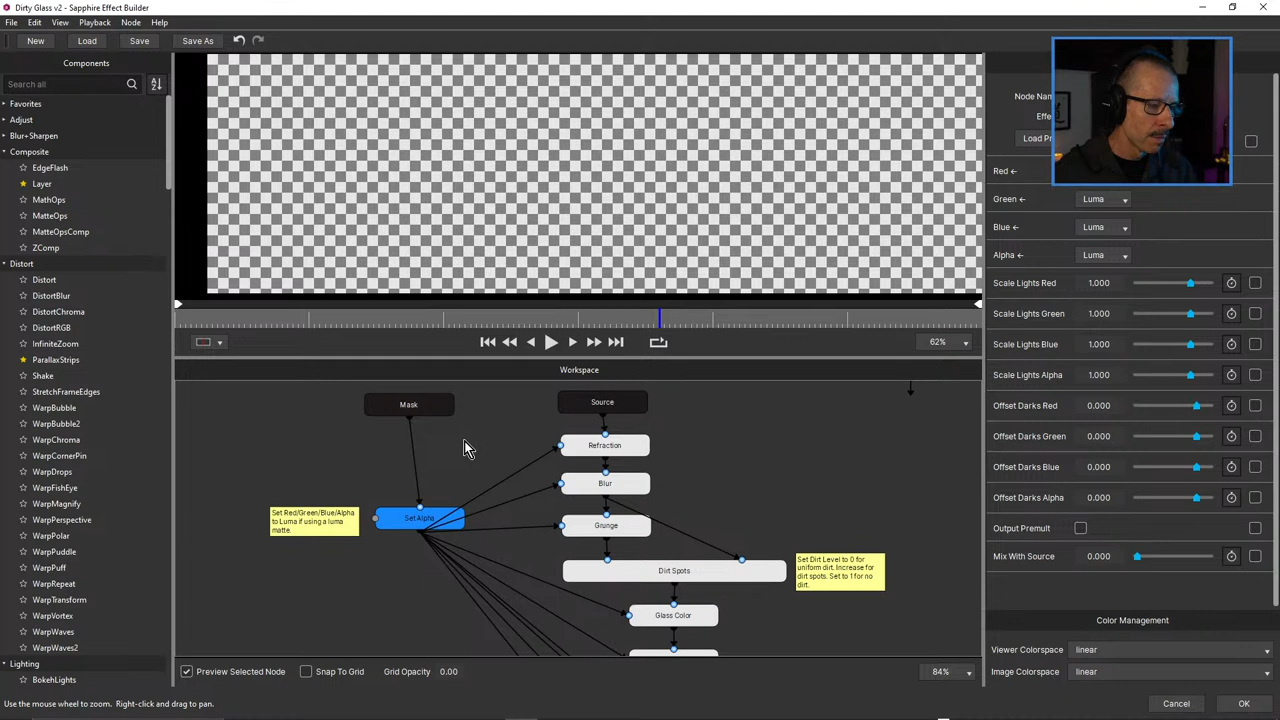 Dirty Glass v2 - Sapphire Effect Builder
File Edit View Playback Node Help
New Load Save Save As
Components
Search all
Favorites
Adjust
Blur+Sharpen
Composite
EdgeFlash
Layer
MathOps
MatteOps
MatteOpsComp
ZComp
Distort
Distort
DistortBlur
DistortChroma
DistortRGB
InfiniteZoom
ParallaxStrips
Shake
StretchFrameEdges
WarpBubble
WarpBubble2
WarpChroma
WarpCornerPin
WarpDrops
WarpFishEye
WarpMagnify
WarpPerspective
WarpPolar
WarpPuddle
WarpPuff
WarpRepeat
WarpTransform
WarpVortex
WarpWaves
WarpWaves2
Lighting
BokehLights
62%
Workspace
Mask
Source
Refraction
Blur
Set Red/Green/Blue/Alpha
to Luma if using a luma
matte.
Set Alpha
Grunge
Dirt Spots
Set Dirt Level to 0 for
uniform dirt. Increase for
dirt spots. Set to 1 for no
dirt.
Glass Color
Preview Selected Node Snap To Grid Grid Opacity 0.00 84%
Use the mouse wheel to zoom. Right-click and drag to pan.
Red
Green Luma
Blue Luma
Alpha Luma
Scale Lights Red 1.000
Scale Lights Green 1.000
Scale Lights Blue 1.000
Scale Lights Alpha 1.000
Offset Darks Red 0.000
Offset Darks Green 0.000
Offset Darks Blue 0.000
Offset Darks Alpha 0.000
Output Premult
Mix With Source 0.000
Color Management
Viewer Colorspace linear
Image Colorspace linear
Cancel OK